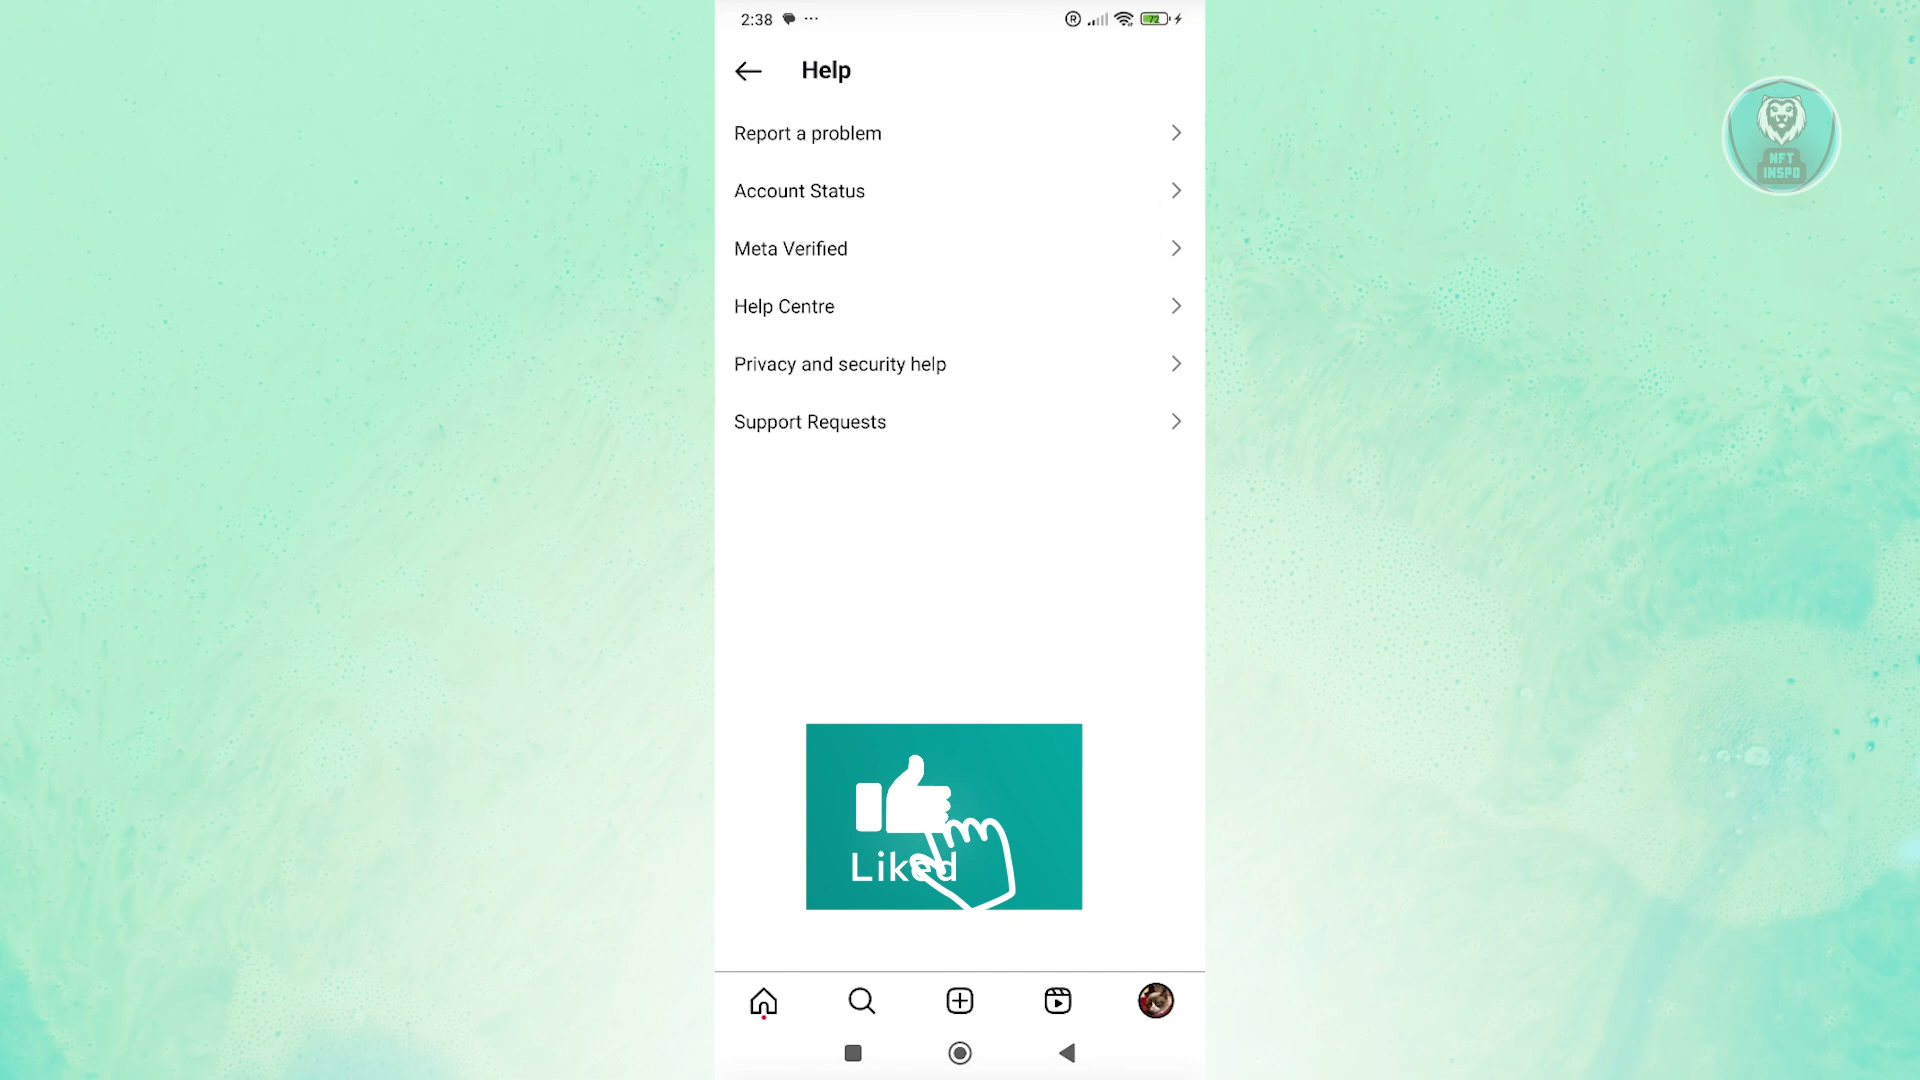 2:38
72
Help
Report a problem
Account Status
Meta Verified
Help Centre
Privacy and security help
Support Requests
Liked
NFT
INSPO